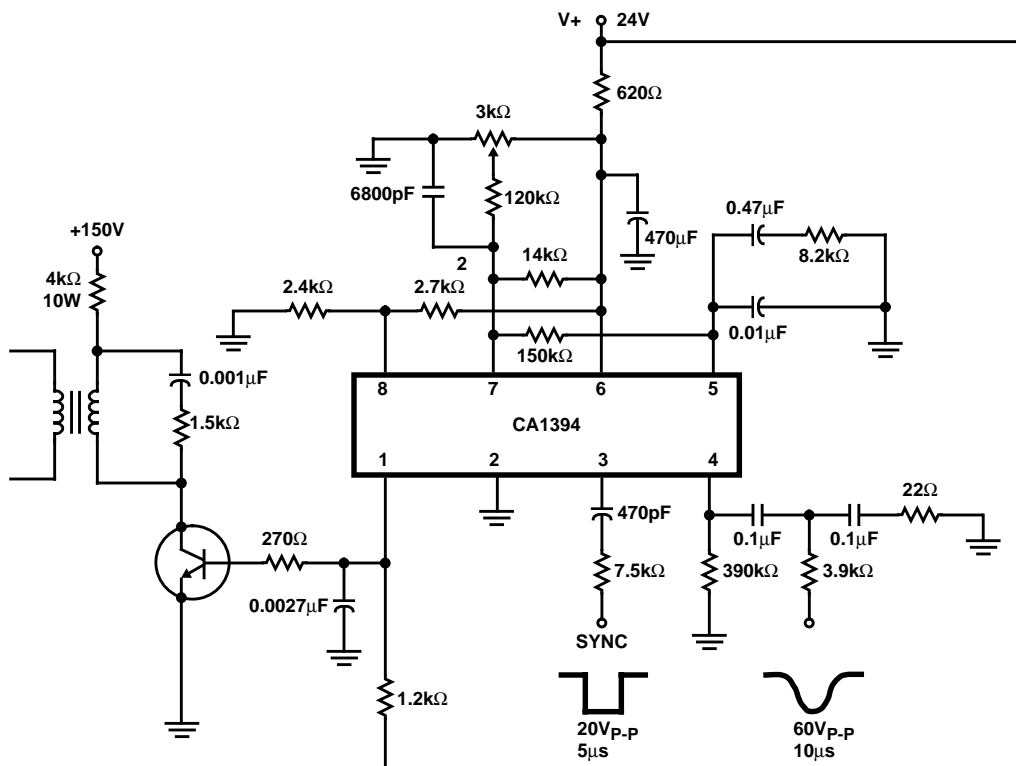 V+ 24V
620Ω
3kΩ
6800pF
120kΩ
470μF
0.47μF
8.2kΩ
0.01μF
+150V
4kΩ
10W
2
14kΩ
2.4kΩ
2.7kΩ
150kΩ
0.001μF
1.5kΩ
8 7 6 5
CA1394
1 2 3 4
470pF
22Ω
0.1μF
0.1μF
270Ω
7.5kΩ
390kΩ
3.9kΩ
0.0027μF
SYNC
1.2kΩ
20VP-P
5μs
60VP-P
10μs